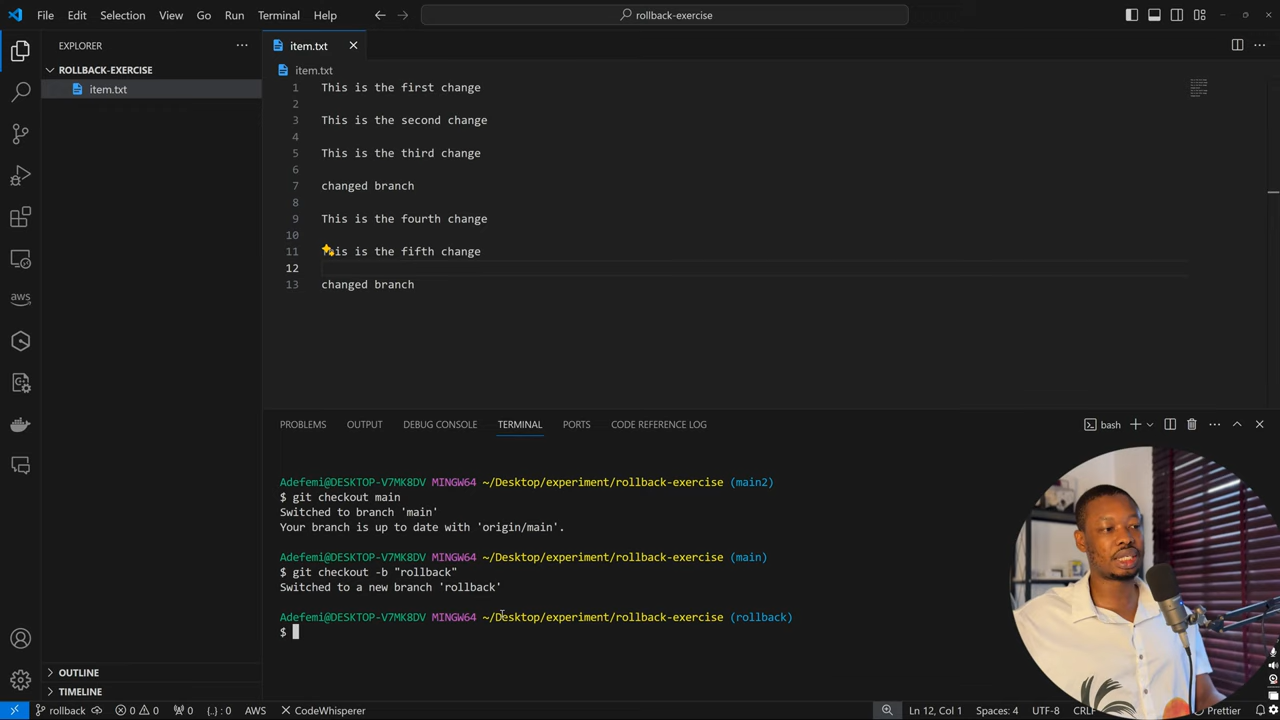 File Edit Selection View Go Run Terminal Help
rollback-exercise
EXPLORER
ROLLBACK-EXERCISE
item.txt
item.txt
item.txt
1 This is the first change
2
3 This is the second change
4
5 This is the third change
6
7 changed branch
8
9 This is the fourth change
10
11 This is the fifth change
12
13 changed branch
aws
PROBLEMS OUTPUT DEBUG CONSOLE TERMINAL PORTS CODE REFERENCE LOG
bash
Adefemi@DESKTOP-V7MK8DV MINGW64 ~/Desktop/experiment/rollback-exercise (main2)
$ git checkout main
Switched to branch 'main'
Your branch is up to date with 'origin/main'.
Adefemi@DESKTOP-V7MK8DV MINGW64 ~/Desktop/experiment/rollback-exercise (main)
$ git checkout -b "rollback"
Switched to a new branch 'rollback'
Adefemi@DESKTOP-V7MK8DV MINGW64 ~/Desktop/experiment/rollback-exercise (rollback)
$
OUTLINE
TIMELINE
rollback 0 0 0 {..} : 0 AWS CodeWhisperer Ln 12, Col 1 Spaces: 4 UTF-8 CRLF Prettier